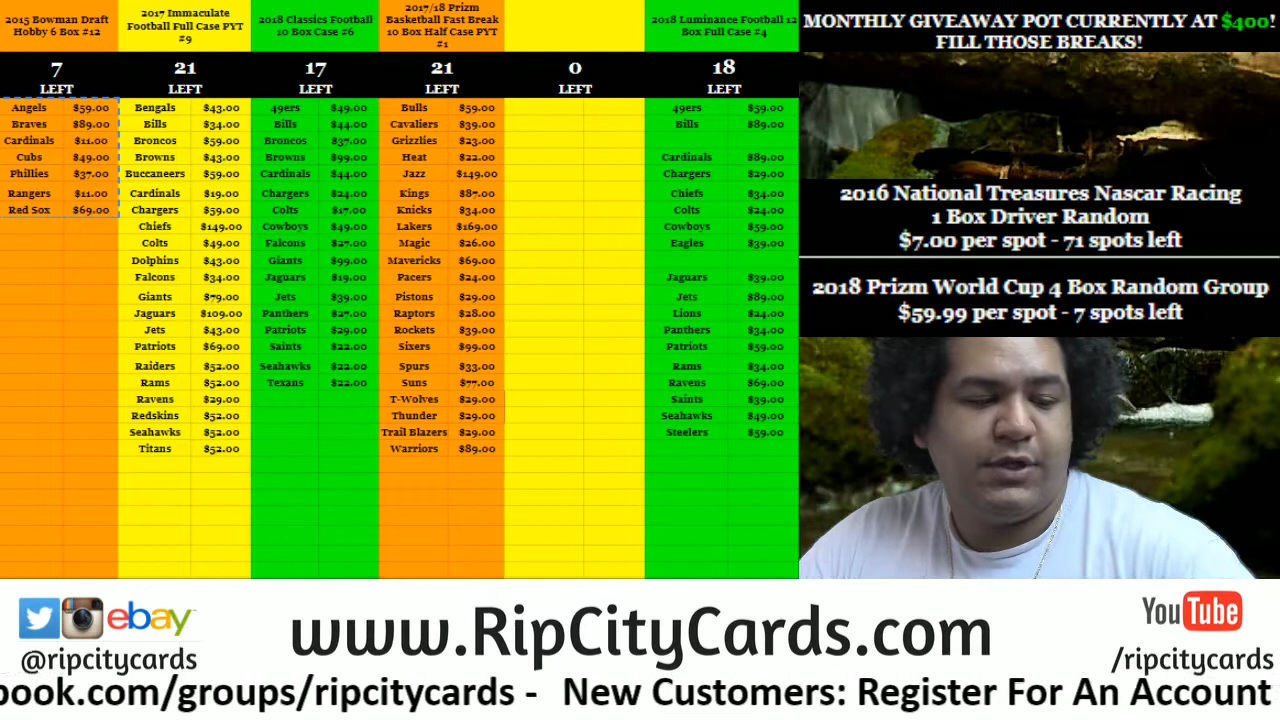 2015 Bowman Draft
Hobby 6 Box #12
7
LEFT
Angels $59.00
Braves $89.00
Cardinals $11.00
Cubs $49.00
Phillies $37.00
Rangers $11.00
Red Sox $69.00
2017 Immaculate
Football Full Case PYT
#9
21
LEFT
Bengals $43.00
Bills $34.00
Broncos $59.00
Browns $43.00
Buccaneers $59.00
Cardinals $19.00
Chargers $59.00
Chiefs $149.00
Colts $49.00
Dolphins $43.00
Falcons $34.00
Giants $79.00
Jaguars $109.00
Jets $43.00
Patriots $69.00
Raiders $52.00
Rams $52.00
Ravens $29.00
Redskins $52.00
Seahawks $52.00
Titans $52.00
2018 Classics Football
10 Box Case #6
17
LEFT
49ers $49.00
Bills $44.00
Broncos $37.00
Browns $99.00
Cardinals $44.00
Chargers $24.00
Colts $17.00
Cowboys $49.00
Falcons $27.00
Giants $99.00
Jaguars $19.00
Jets $39.00
Panthers $27.00
Patriots $29.00
Saints $22.00
Seahawks $22.00
Texans $22.00
2017/18 Prizm
Basketball Fast Break
10 Box Half Case PYT
#1
21
LEFT
Bulls $59.00
Cavaliers $39.00
Grizzlies $23.00
Heat $22.00
Jazz $149.00
Kings $87.00
Knicks $34.00
Lakers $169.00
Magic $26.00
Mavericks $69.00
Pacers $24.00
Pistons $29.00
Raptors $28.00
Rockets $39.00
Sixers $99.00
Spurs $33.00
Suns $77.00
T-Wolves $29.00
Thunder $29.00
Trail Blazers $29.00
Warriors $89.00
0
LEFT
2018 Luminance Football 12
Box Full Case #4
18
LEFT
49ers $59.00
Bills $89.00
Cardinals $89.00
Chargers $29.00
Chiefs $34.00
Colts $24.00
Cowboys $59.00
Eagles $39.00
Jaguars $39.00
Jets $89.00
Lions $24.00
Panthers $34.00
Patriots $59.00
Rams $34.00
Ravens $69.00
Saints $39.00
Seahawks $49.00
Steelers $59.00
MONTHLY GIVEAWAY POT CURRENTLY AT $400!
FILL THOSE BREAKS!
2016 National Treasures Nascar Racing
1 Box Driver Random
$7.00 per spot - 71 spots left
2018 Prizm World Cup 4 Box Random Group
$59.99 per spot - 7 spots left
ebay
@ripcitycards
www.RipCityCards.com
YouTube
/ripcitycards
book.com/groups/ripcitycards - New Customers: Register For An Account